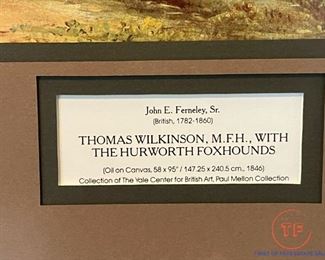 John E. Ferneley, Sr.
(British, 1782-1860)
THOMAS WILKINSON, M.F.H., WITH
THE HURWORTH FOXHOUNDS
(Oil on Canvas, 58 x 95" / 147.25 x 240.5 cm., 1846)
Collection of The Yale Center for British Art, Paul Mellon Collection
TF